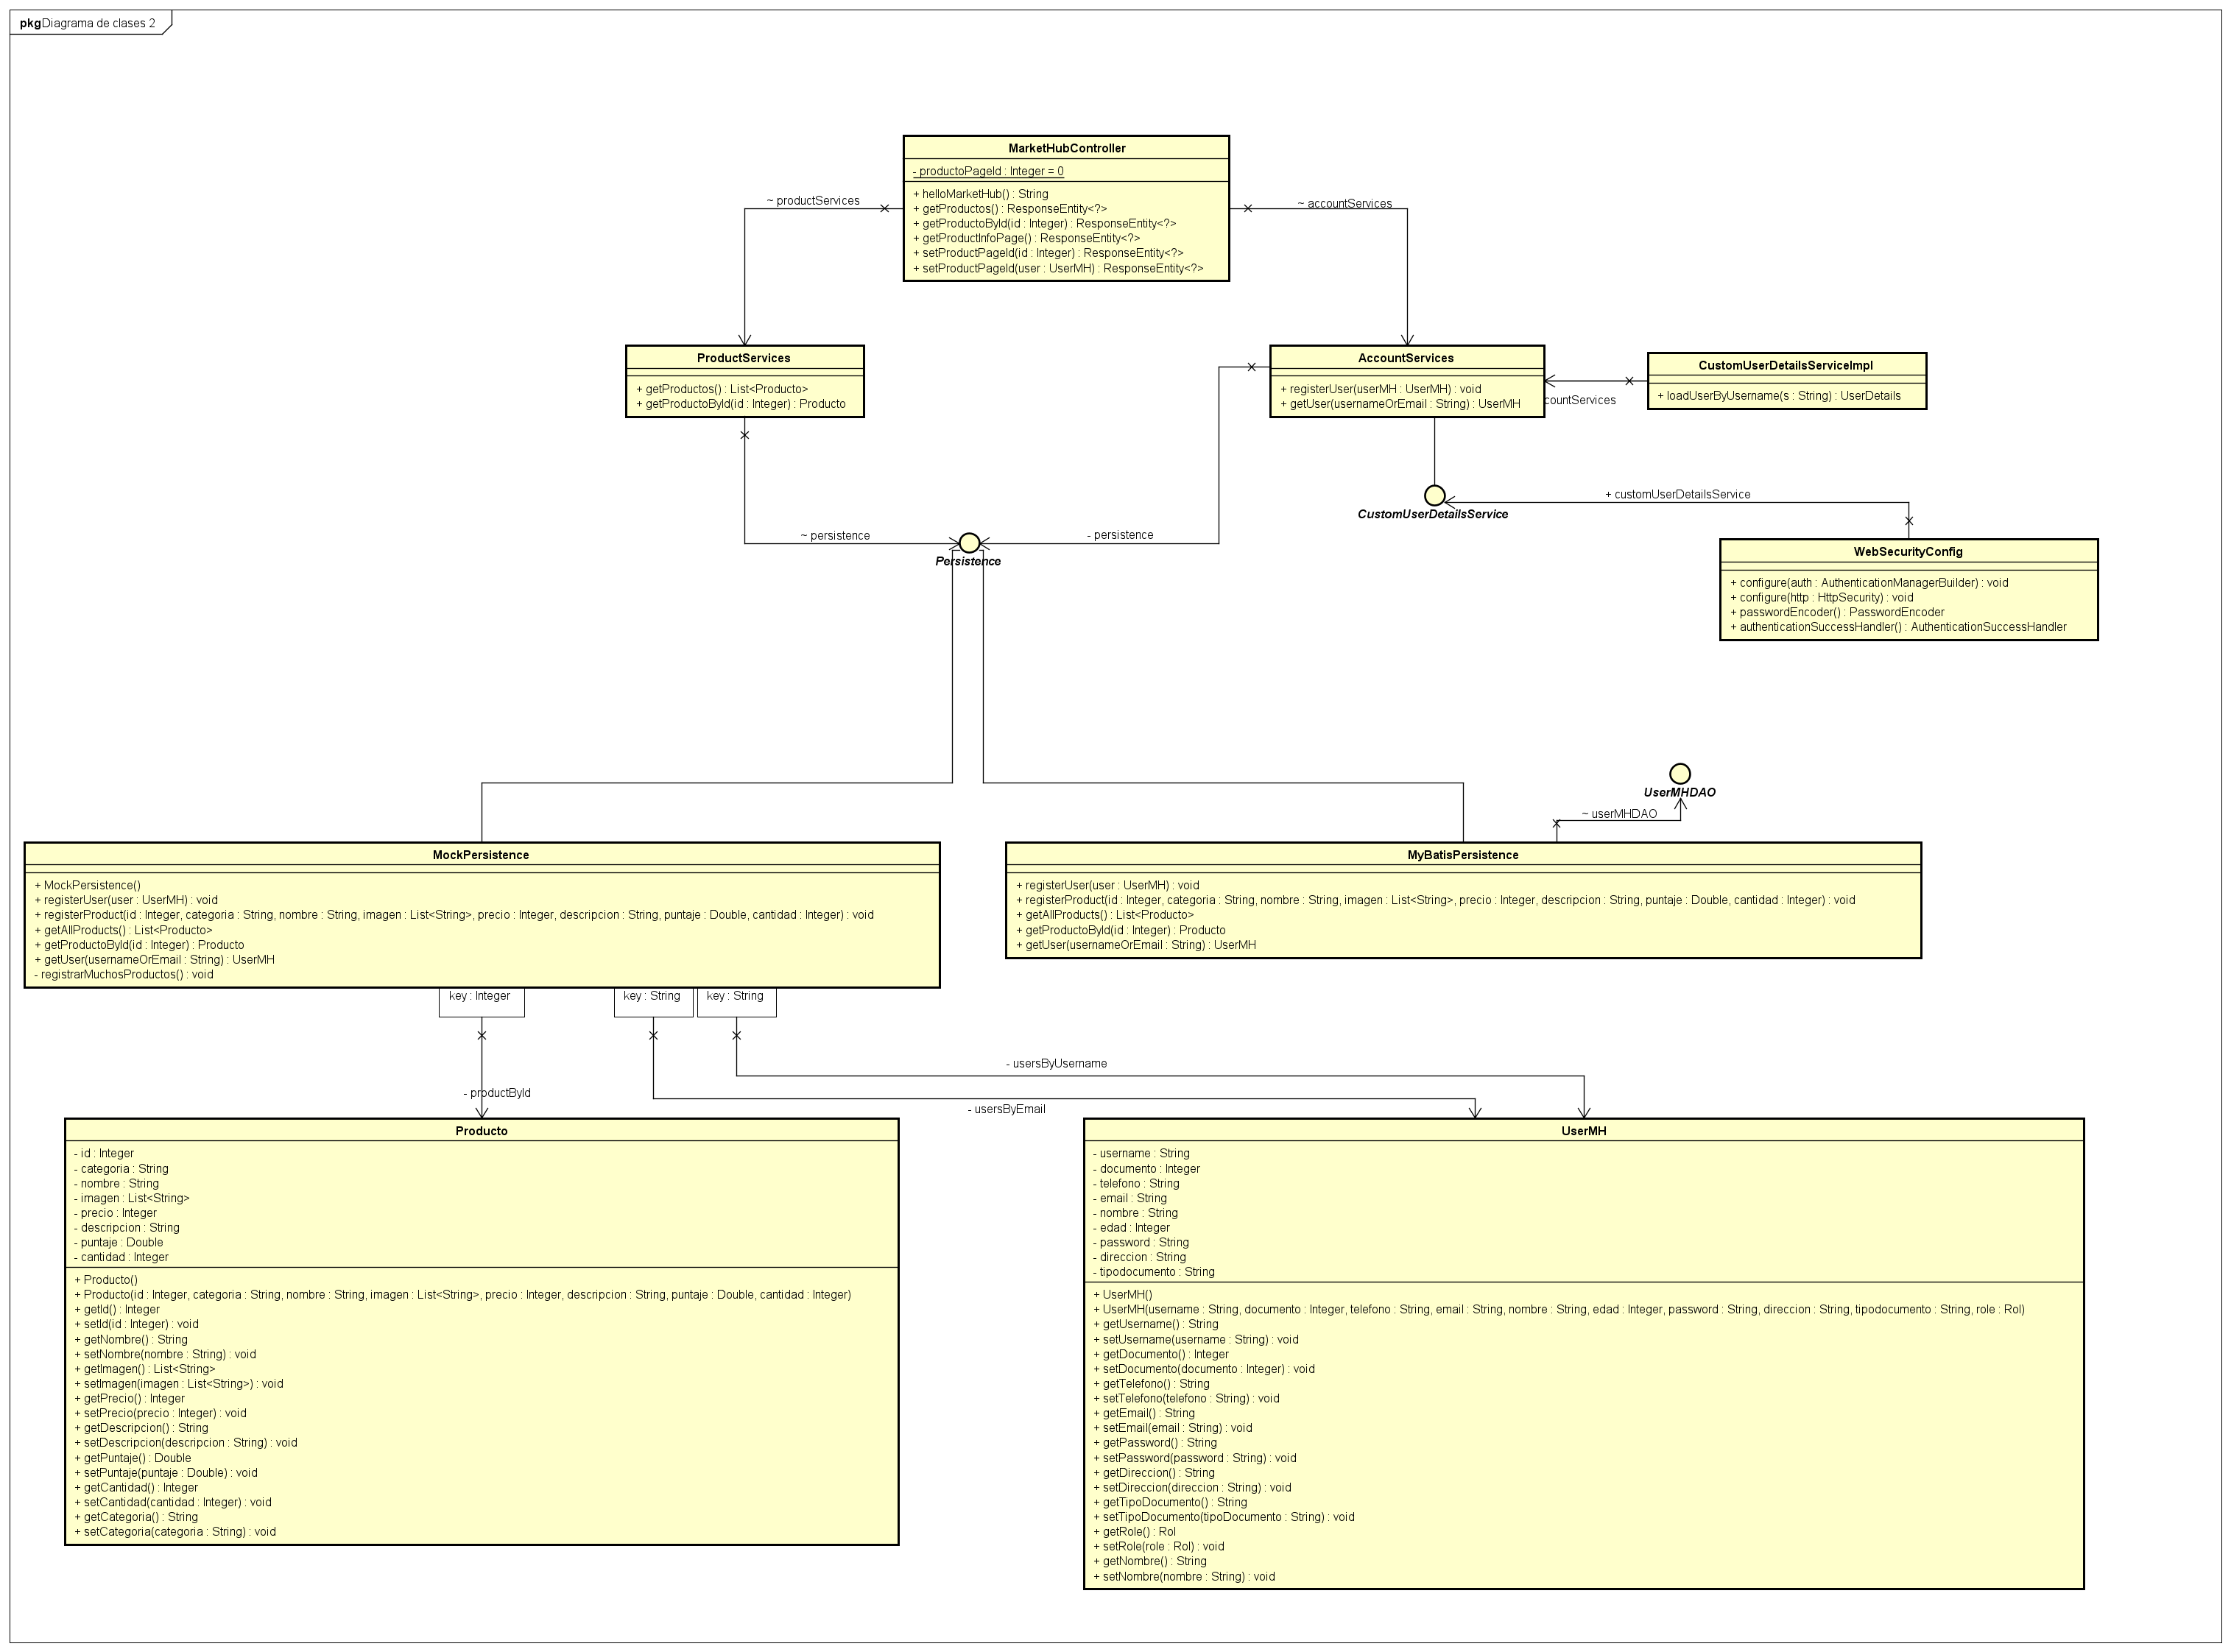 pkg Diagrama de clases 2
MarketHubController
- productoPageId : Integer = 0
+ helloMarketHub() : String
+ getProductos() : ResponseEntity<?>
+ getProductoById(id : Integer) : ResponseEntity<?>
+ getProductInfoPage() : ResponseEntity<?>
+ setProductPageId(id : Integer) : ResponseEntity<?>
+ setProductPageId(user : UserMH) : ResponseEntity<?>
~ productServices
~ accountServices
ProductServices
+ getProductos() : List<Producto>
+ getProductoById(id : Integer) : Producto
AccountServices
+ registerUser(userMH : UserMH) : void
+ getUser(usernameOrEmail : String) : UserMH
countServices
CustomUserDetailsServiceImpl
+ loadUserByUsername(s : String) : UserDetails
CustomUserDetailsService
+ customUserDetailsService
~ persistence
- persistence
Persistence
WebSecurityConfig
+ configure(auth : AuthenticationManagerBuilder) : void
+ configure(http : HttpSecurity) : void
+ passwordEncoder() : PasswordEncoder
+ authenticationSuccessHandler() : AuthenticationSuccessHandler
UserMHDAO
~ userMHDAO
MockPersistence
+ MockPersistence()
+ registerUser(user : UserMH) : void
+ registerProduct(id : Integer, categoria : String, nombre : String, imagen : List<String>, precio : Integer, descripcion : String, puntaje : Double, cantidad : Integer) : void
+ getAllProducts() : List<Producto>
+ getProductoById(id : Integer) : Producto
+ getUser(usernameOrEmail : String) : UserMH
- registrarMuchosProductos() : void
MyBatisPersistence
+ registerUser(user : UserMH) : void
+ registerProduct(id : Integer, categoria : String, nombre : String, imagen : List<String>, precio : Integer, descripcion : String, puntaje : Double, cantidad : Integer) : void
+ getAllProducts() : List<Producto>
+ getProductoById(id : Integer) : Producto
+ getUser(usernameOrEmail : String) : UserMH
key : Integer
key : String
key : String
- usersByUsername
- productById
- usersByEmail
Producto
- id : Integer
- categoria : String
- nombre : String
- imagen : List<String>
- precio : Integer
- descripcion : String
- puntaje : Double
- cantidad : Integer
+ Producto()
+ Producto(id : Integer, categoria : String, nombre : String, imagen : List<String>, precio : Integer, descripcion : String, puntaje : Double, cantidad : Integer)
+ getId() : Integer
+ setId(id : Integer) : void
+ getNombre() : String
+ setNombre(nombre : String) : void
+ getImagen() : List<String>
+ setImagen(imagen : List<String>) : void
+ getPrecio() : Integer
+ setPrecio(precio : Integer) : void
+ getDescripcion() : String
+ setDescripcion(descripcion : String) : void
+ getPuntaje() : Double
+ setPuntaje(puntaje : Double) : void
+ getCantidad() : Integer
+ setCantidad(cantidad : Integer) : void
+ getCategoria() : String
+ setCategoria(categoria : String) : void
UserMH
- username : String
- documento : Integer
- telefono : String
- email : String
- nombre : String
- edad : Integer
- password : String
- direccion : String
- tipodocumento : String
+ UserMH()
+ UserMH(username : String, documento : Integer, telefono : String, email : String, nombre : String, edad : Integer, password : String, direccion : String, tipodocumento : String, role : Rol)
+ getUsername() : String
+ setUsername(username : String) : void
+ getDocumento() : Integer
+ setDocumento(documento : Integer) : void
+ getTelefono() : String
+ setTelefono(telefono : String) : void
+ getEmail() : String
+ setEmail(email : String) : void
+ getPassword() : String
+ setPassword(password : String) : void
+ getDireccion() : String
+ setDireccion(direccion : String) : void
+ getTipoDocumento() : String
+ setTipoDocumento(tipoDocumento : String) : void
+ getRole() : Rol
+ setRole(role : Rol) : void
+ getNombre() : String
+ setNombre(nombre : String) : void